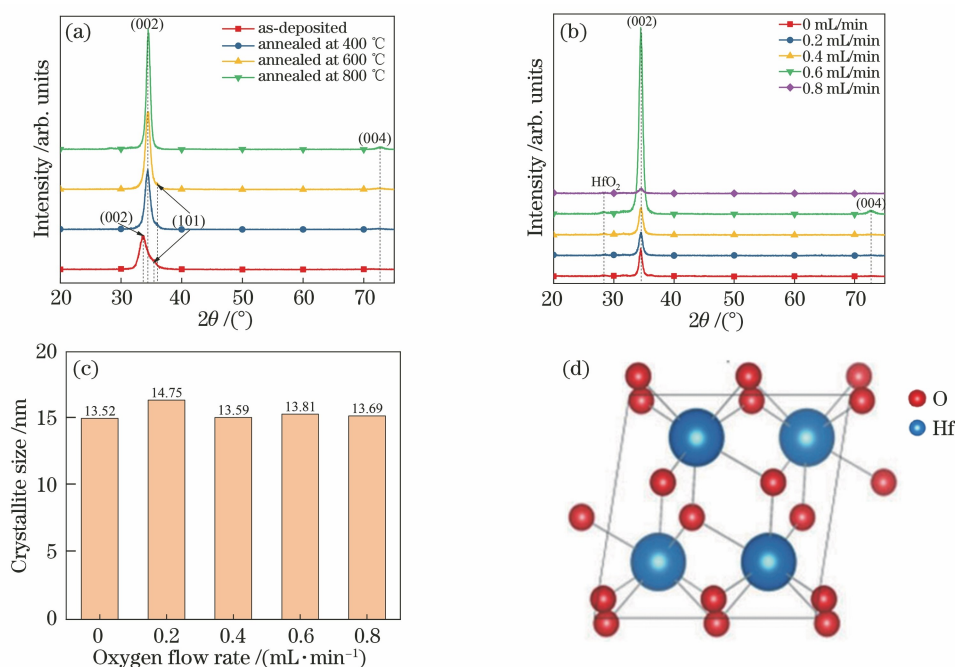 (a)
(002)
as-deposited
annealed at 400 ℃
annealed at 600 ℃
annealed at 800 ℃
(004)
(002)
(101)
Intensity /arb. units
20 30 40 50 60 70
2θ /(°)
(b)
(002)
0 mL/min
0.2 mL/min
0.4 mL/min
0.6 mL/min
0.8 mL/min
HfO₂
(004)
Intensity /arb. units
20 30 40 50 60 70
2θ /(°)
(c)
20
15
10
5
0
13.52 14.75 13.59 13.81 13.69
Crystallite size /nm
0 0.2 0.4 0.6 0.8
Oxygen flow rate /(mL·min⁻¹)
(d)
O
Hf